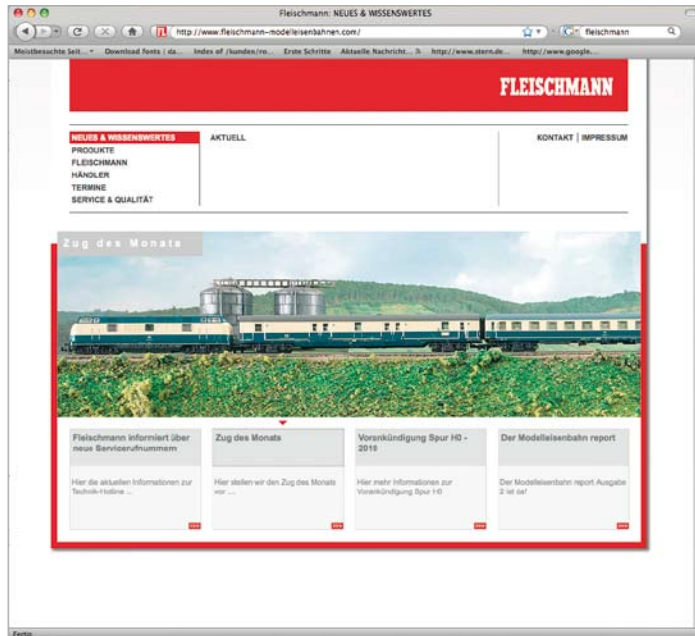 Fleischmann: NEUES & WISSENSWERTES
http://www.fleischmann-modelleisenbahnen.com/
fleischmann
Meistbesuchte Seit... Download fonts | da... Index of /kunden/ro... Erste Schritte Aktuelle Nachricht... http://www.stern.de... http://www.google....
FLEISCHMANN
NEUES & WISSENSWERTES
PRODUKTE
FLEISCHMANN
HÄNDLER
TERMINE
SERVICE & QUALITÄT
AKTUELL
KONTAKT | IMPRESSUM
Zug des Monats
Fleischmann informiert über
neue Servicerufnummern
Hier die aktuellen Informationen zur
Technik-Hotline ...
Zug des Monats
Hier stellen wir den Zug des Monats
vor ....
Vorankündigung Spur H0 -
2010
Hier mehr Informationen zur
Vorankündigung Spur H0
Der Modelleisenbahn report
Der Modelleisenbahn report Ausgabe
2 ist da!
Fertig